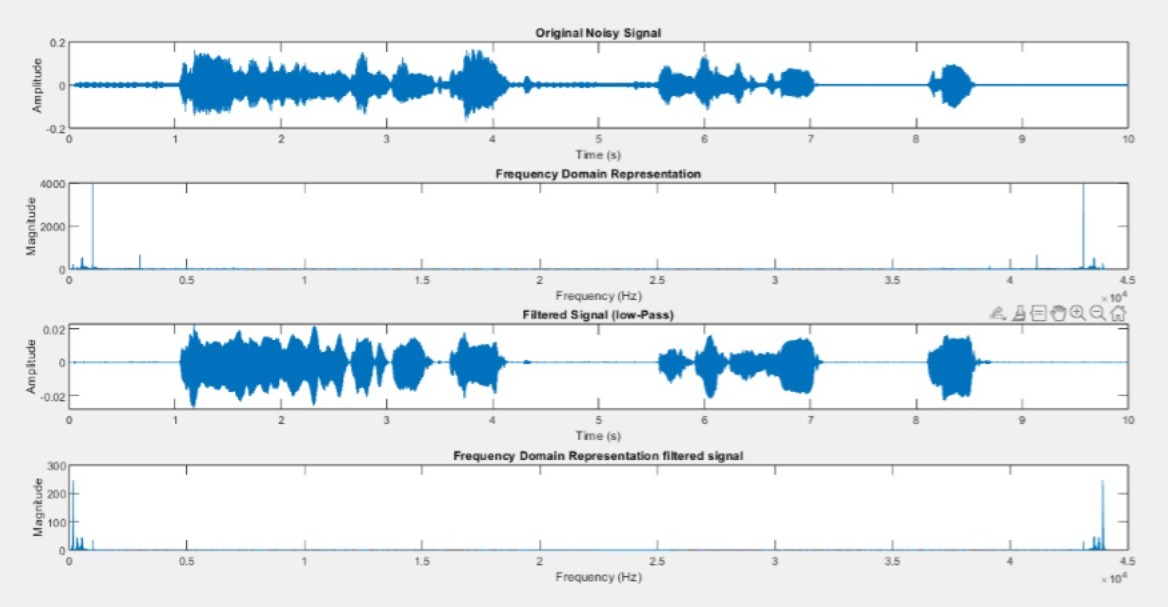 Original Noisy Signal
0.2
0
-0.2
Amplitude
0 1 2 3 4 5 6 7 8 9 10
Time (s)
Frequency Domain Representation
4000
2000
0
Magnitude
0 0.5 1 1.5 2 2.5 3 3.5 4 4.5
Frequency (Hz)
×10⁴
Filtered Signal (low-Pass)
0.02
0
-0.02
Amplitude
0 1 2 3 4 5 6 7 8 9 10
Time (s)
Frequency Domain Representation filtered signal
300
200
100
0
Magnitude
0 0.5 1 1.5 2 2.5 3 3.5 4 4.5
Frequency (Hz)
×10⁴